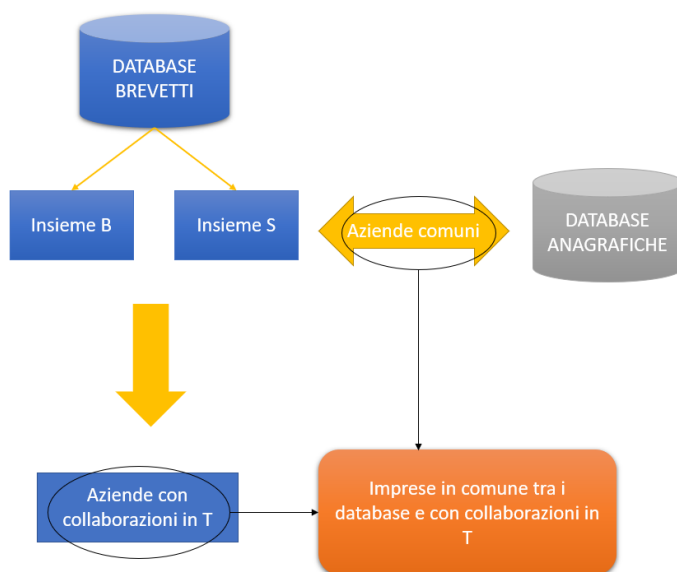 DATABASE
BREVETTI
Insieme B
Insieme S
Aziende comuni
DATABASE
ANAGRAFICHE
Aziende con
collaborazioni in T
Imprese in comune tra i
database e con collaborazioni in
T